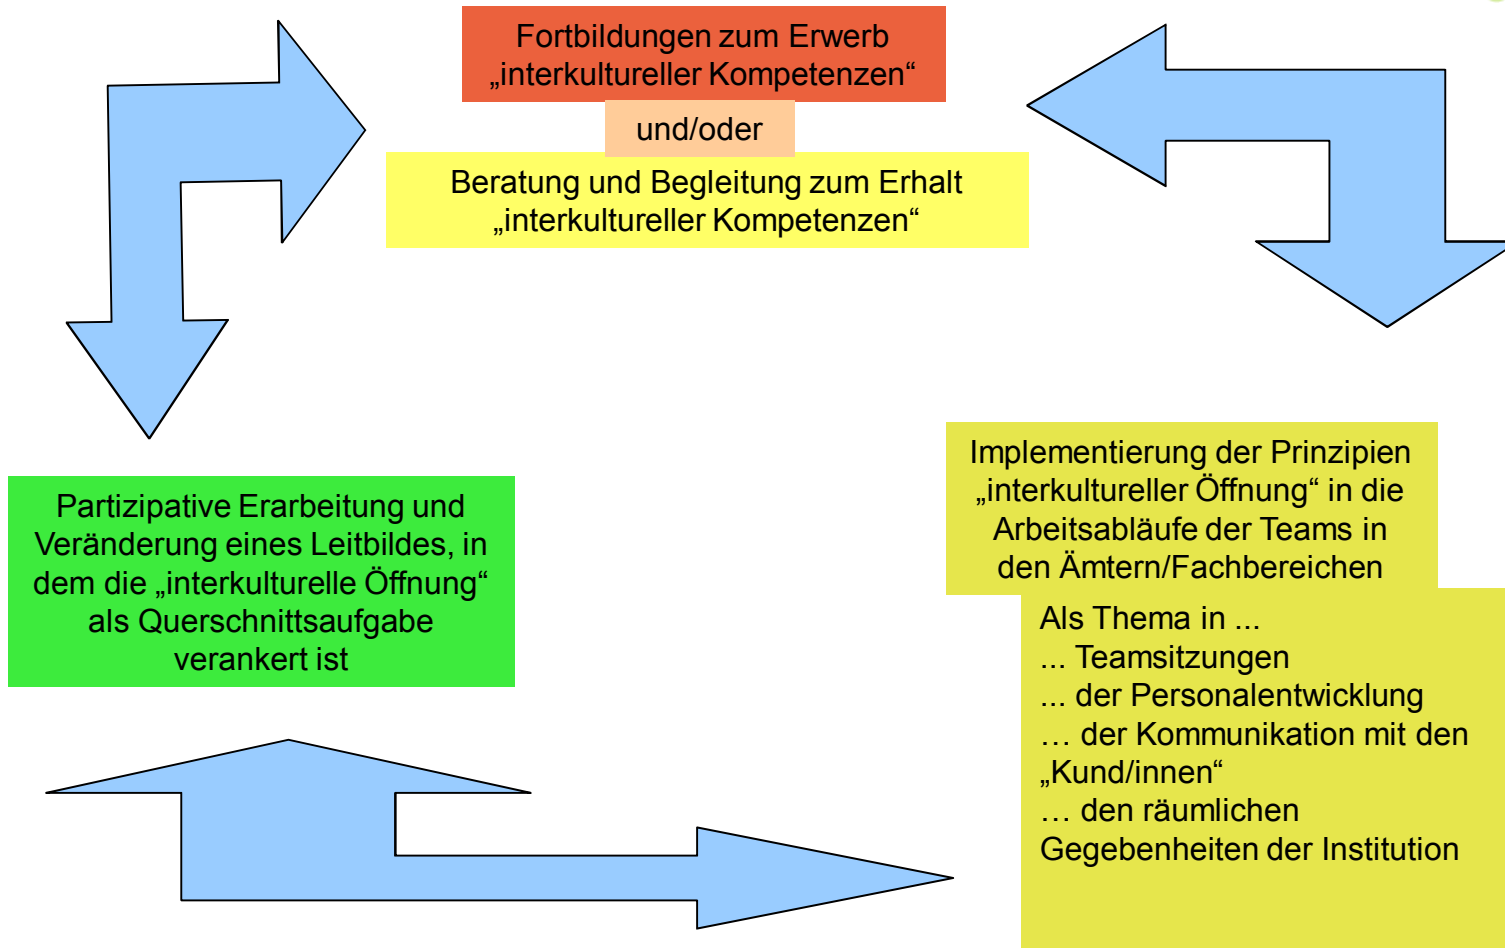 Fortbildungen zum Erwerb
„interkultureller Kompetenzen“
und/oder
Beratung und Begleitung zum Erhalt
„interkultureller Kompetenzen“
Partizipative Erarbeitung und
Veränderung eines Leitbildes, in
dem die „interkulturelle Öffnung“
als Querschnittsaufgabe
verankert ist
Implementierung der Prinzipien
„interkultureller Öffnung“ in die
Arbeitsabläufe der Teams in
den Ämtern/Fachbereichen
Als Thema in ...
... Teamsitzungen
... der Personalentwicklung
… der Kommunikation mit den
„Kund/innen“
… den räumlichen
Gegebenheiten der Institution